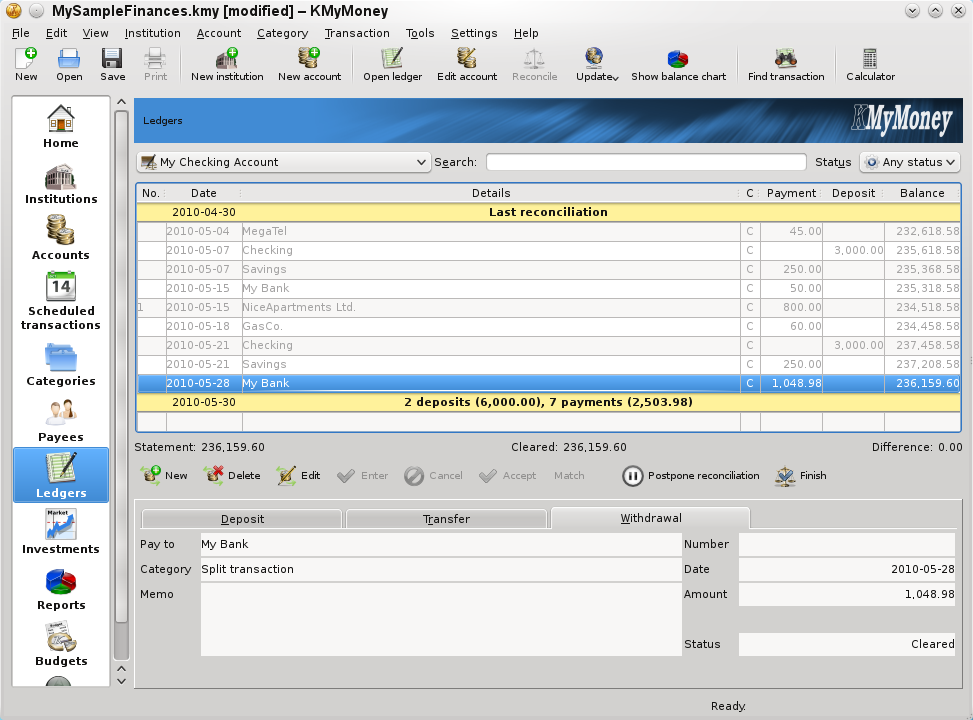 MySampleFinances.kmy [modified] – KMyMoney
File Edit View Institution Account Category Transaction Tools Settings Help
New Open Save Print New institution New account Open ledger Edit account Reconcile Update Show balance chart Find transaction Calculator
Home
Institutions
Accounts
14
Scheduled
transactions
Categories
Payees
Ledgers
Market
Investments
Reports
Budget
Budgets
Ledgers KMyMoney
My Checking Account Search: Status Any status
No. Date Details C Payment Deposit Balance
2010-04-30 Last reconciliation
2010-05-04 MegaTel C 45.00 232,618.58
2010-05-07 Checking C 3,000.00 235,618.58
2010-05-07 Savings C 250.00 235,368.58
2010-05-15 My Bank C 50.00 235,318.58
1 2010-05-15 NiceApartments Ltd. C 800.00 234,518.58
2010-05-18 GasCo. C 60.00 234,458.58
2010-05-21 Checking C 3,000.00 237,458.58
2010-05-21 Savings C 250.00 237,208.58
2010-05-28 My Bank C 1,048.98 236,159.60
2010-05-30 2 deposits (6,000.00), 7 payments (2,503.98)
Statement: 236,159.60 Cleared: 236,159.60 Difference: 0.00
New Delete Edit Enter Cancel Accept Match Postpone reconciliation Finish
Deposit Transfer Withdrawal
Pay to My Bank Number
Category Split transaction Date 2010-05-28
Memo Amount 1,048.98
Status Cleared
Ready.